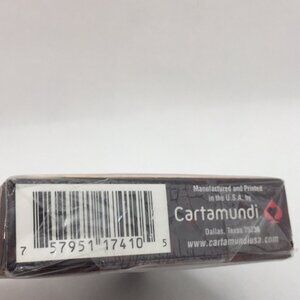 7 57951 17410 5
Manufactured and Printed
in the U.S.A. by
Cartamundi
Dallas, Texas 75236
www.cartamundiusa.com